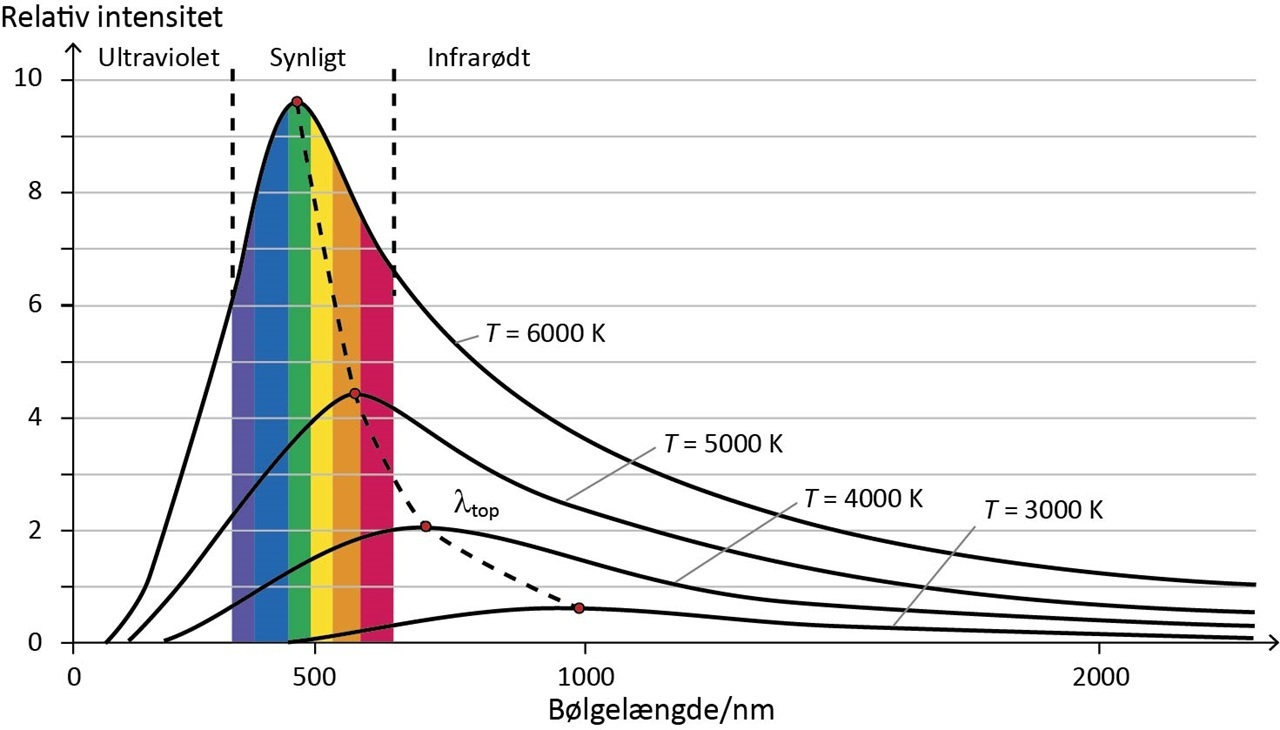 Relativ intensitet
Ultraviolet Synligt Infrarødt
10
8
6
T = 6000 K
4
T = 5000 K
T = 4000 K
λtop
T = 3000 K
2
0
0 500 1000 2000
Bølgelængde/nm